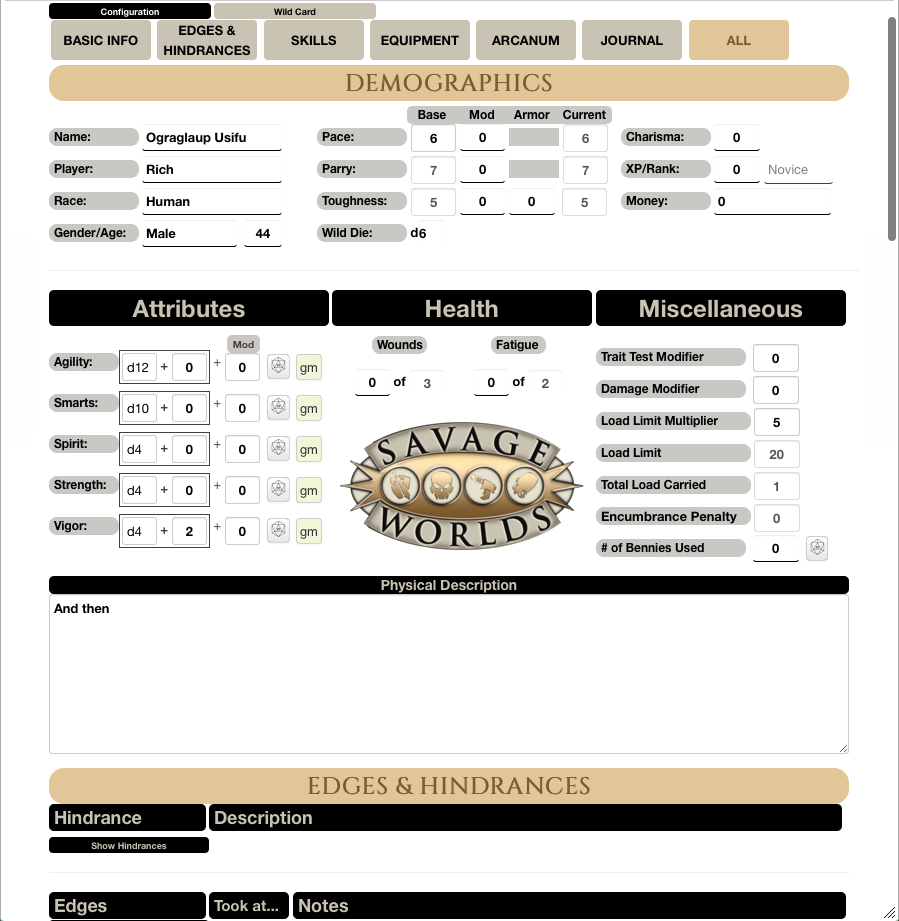 Configuration Wild Card
BASIC INFO EDGES & HINDRANCES SKILLS EQUIPMENT ARCANUM JOURNAL ALL
DEMOGRAPHICS
Base Mod Armor Current
Name: Ograglaup Usifu Pace: 6 0 6 Charisma: 0
Player: Rich Parry: 7 0 7 XP/Rank: 0 Novice
Race: Human Toughness: 5 0 0 5 Money: 0
Gender/Age: Male 44 Wild Die: d6
Attributes Health Miscellaneous
Mod Wounds Fatigue
Agility: d12 + 0 + 0 gm
0 of 3 0 of 2
Smarts: d10 + 0 + 0 gm
Spirit: d4 + 0 + 0 gm
Strength: d4 + 0 + 0 gm
Vigor: d4 + 2 + 0 gm
SAVAGE
WORLDS
Trait Test Modifier 0
Damage Modifier 0
Load Limit Multiplier 5
Load Limit 20
Total Load Carried 1
Encumbrance Penalty 0
# of Bennies Used 0
Physical Description
And then
EDGES & HINDRANCES
Hindrance Description
Show Hindrances
Edges Took at... Notes